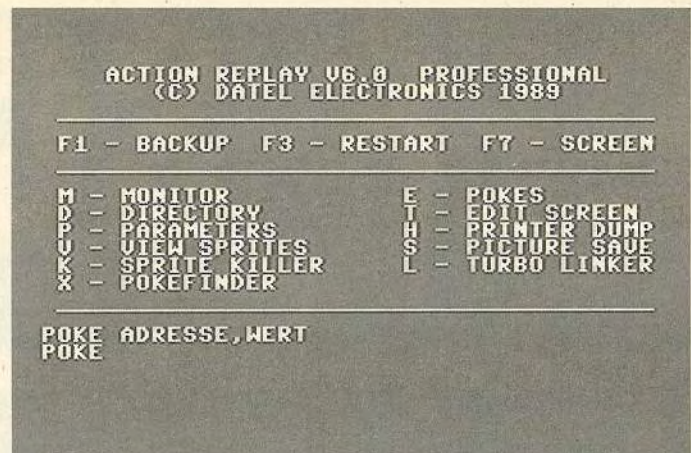 ACTION REPLAY V6.0 PROFESSIONAL
(C) DATEL ELECTRONICS 1989
F1 - BACKUP F3 - RESTART F7 - SCREEN
M - MONITOR E - POKES
D - DIRECTORY T - EDIT SCREEN
P - PARAMETERS H - PRINTER DUMP
V - VIEW SPRITES S - PICTURE SAVE
K - SPRITE KILLER L - TURBO LINKER
X - POKEFINDER
POKE ADRESSE,WERT
POKE